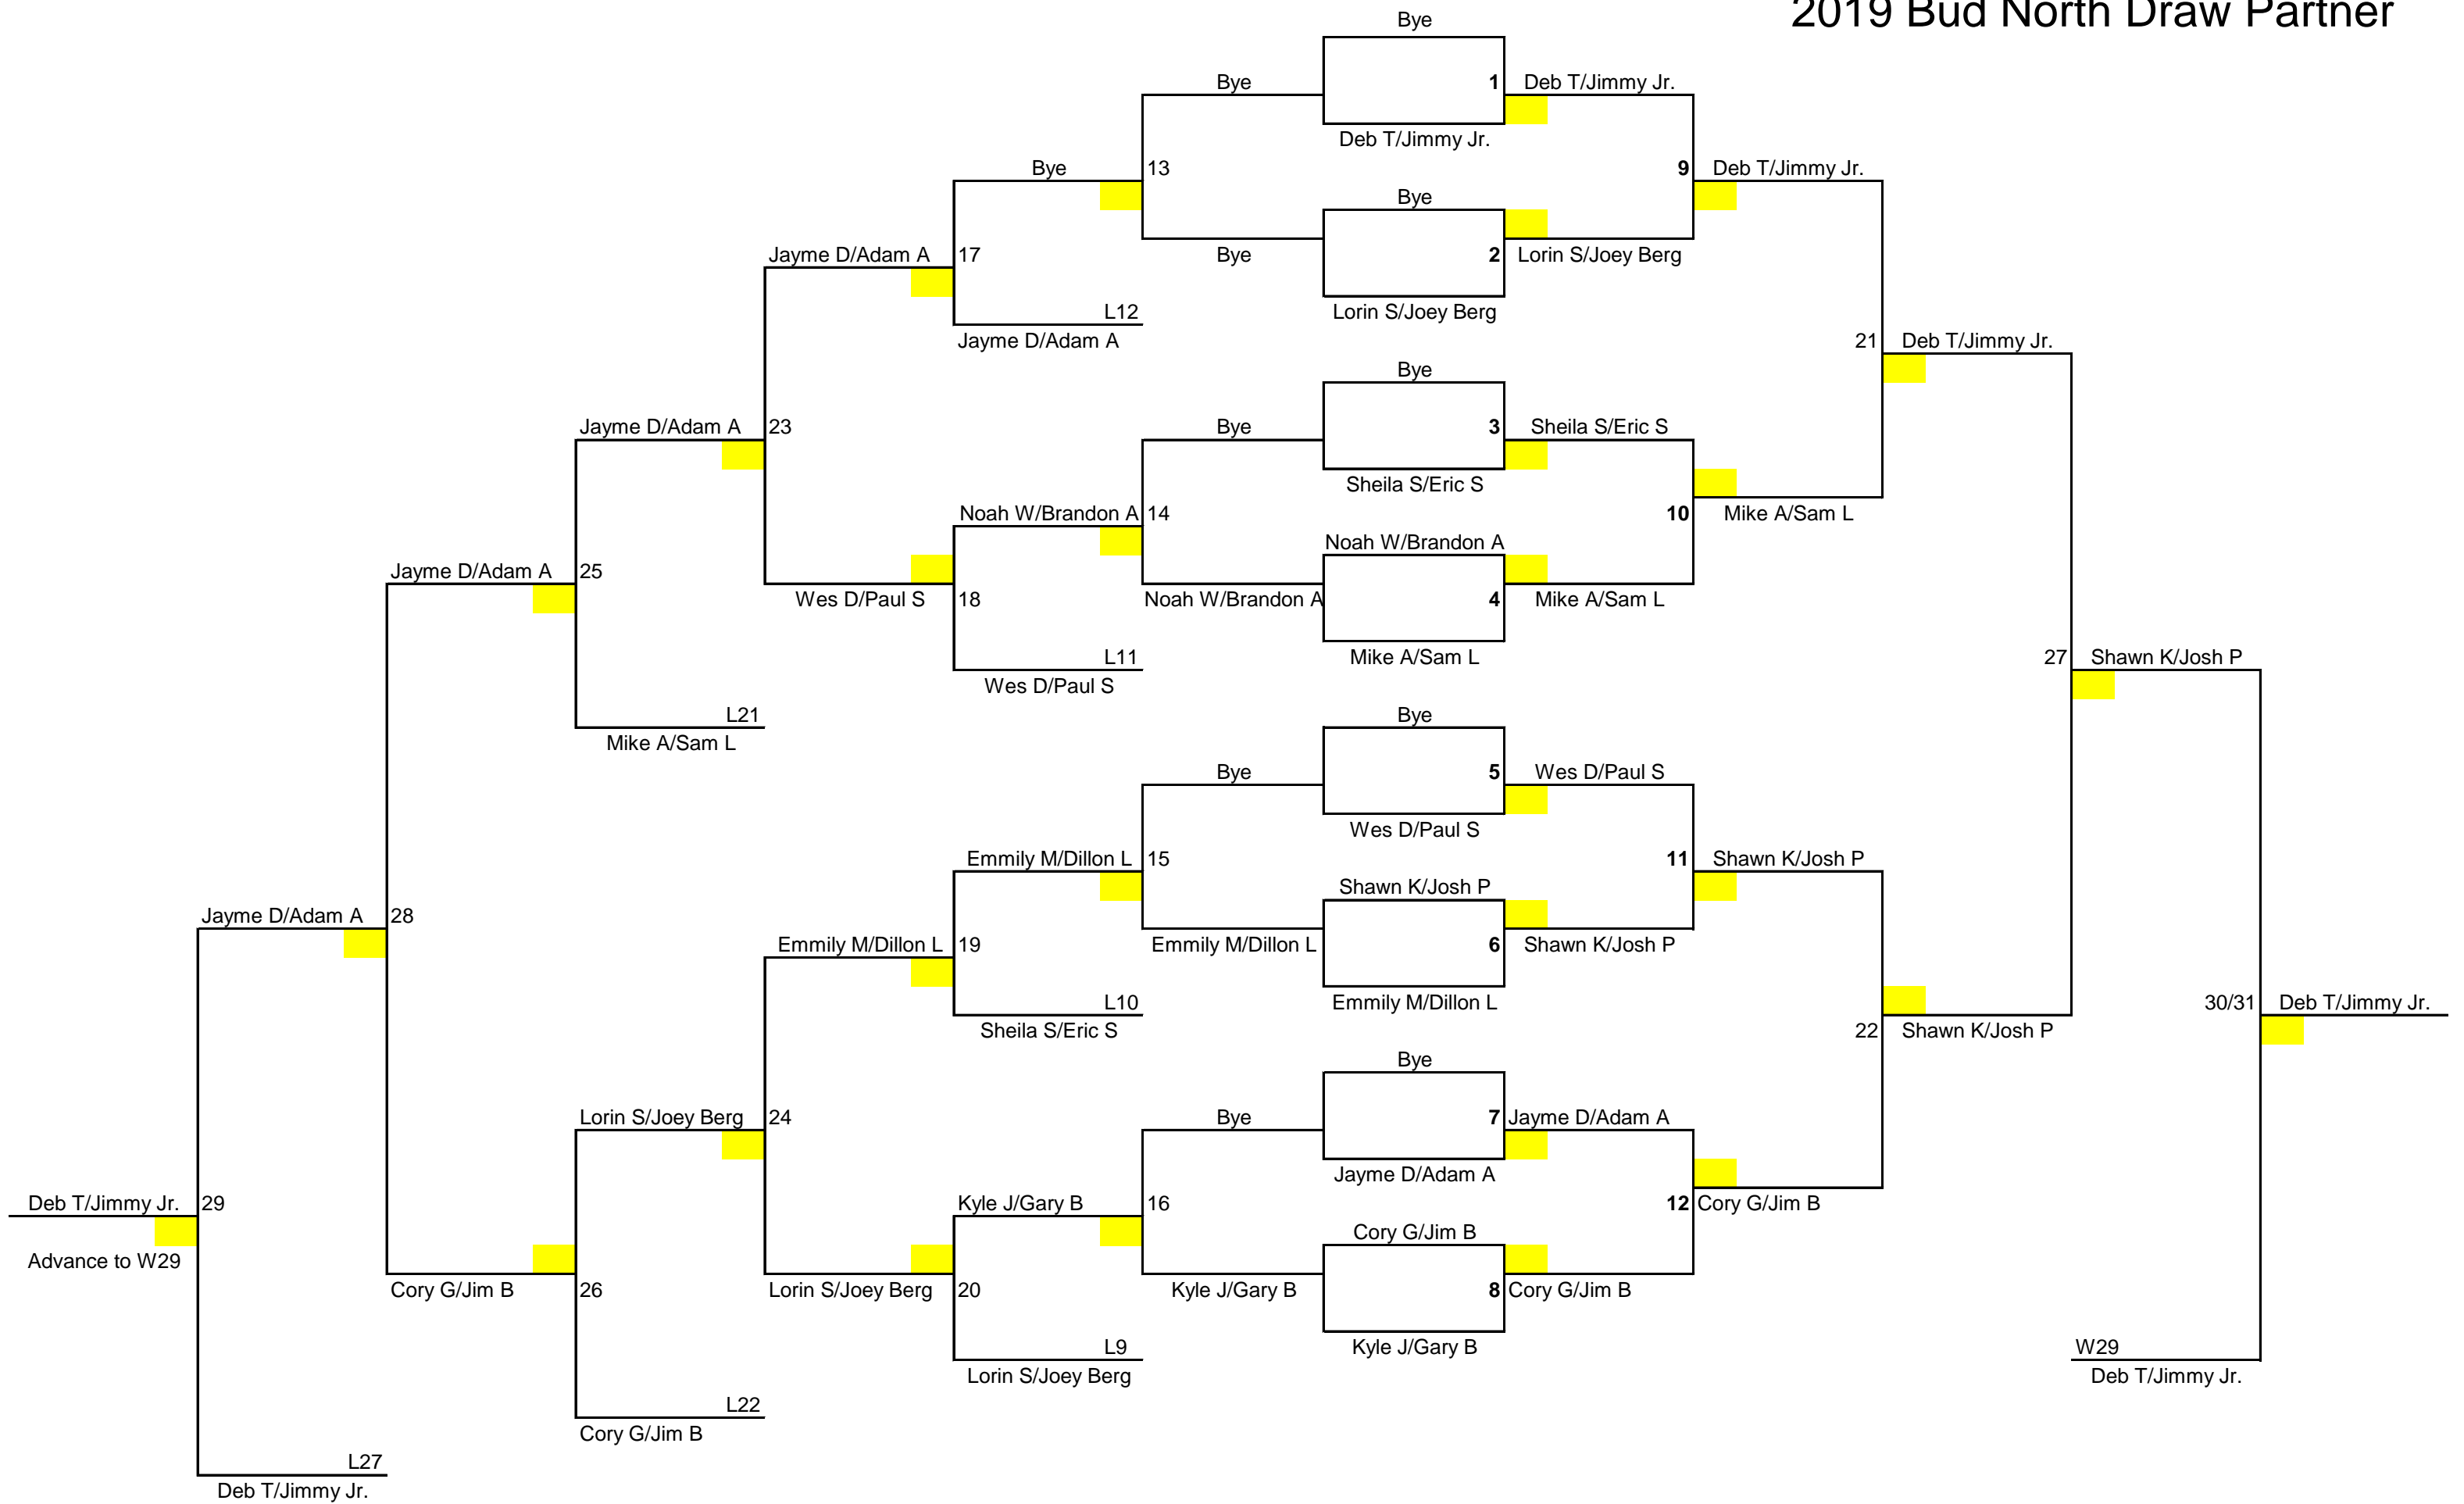 2019 Bud North Draw Partner
Bye
Bye 1 Deb T/Jimmy Jr.
Deb T/Jimmy Jr.
Bye 13 9 Deb T/Jimmy Jr.
Bye
Jayme D/Adam A 17 Bye 2 Lorin S/Joey Berg
L12 Lorin S/Joey Berg
Jayme D/Adam A 21 Deb T/Jimmy Jr.
Bye
Jayme D/Adam A 23 Bye 3 Sheila S/Eric S
Sheila S/Eric S
Noah W/Brandon A 14 10 Mike A/Sam L
Noah W/Brandon A
Jayme D/Adam A 25
Wes D/Paul S 18 Noah W/Brandon A 4 Mike A/Sam L
L11 Mike A/Sam L 27 Shawn K/Josh P
Wes D/Paul S
L21 Bye
Mike A/Sam L
Bye 5 Wes D/Paul S
Wes D/Paul S
Emmily M/Dillon L 15 11 Shawn K/Josh P
Shawn K/Josh P
Jayme D/Adam A 28
Emmily M/Dillon L 19 Emmily M/Dillon L 6 Shawn K/Josh P
L10 Emmily M/Dillon L 30/31 Deb T/Jimmy Jr.
Sheila S/Eric S 22 Shawn K/Josh P
Bye
Lorin S/Joey Berg 24 Bye 7 Jayme D/Adam A
Jayme D/Adam A
Deb T/Jimmy Jr. 29 Kyle J/Gary B 16 12 Cory G/Jim B
Cory G/Jim B
Advance to W29
Cory G/Jim B 26 Lorin S/Joey Berg 20 Kyle J/Gary B 8 Cory G/Jim B
L9 Kyle J/Gary B W29
Lorin S/Joey Berg Deb T/Jimmy Jr.
L22
Cory G/Jim B
L27
Deb T/Jimmy Jr.